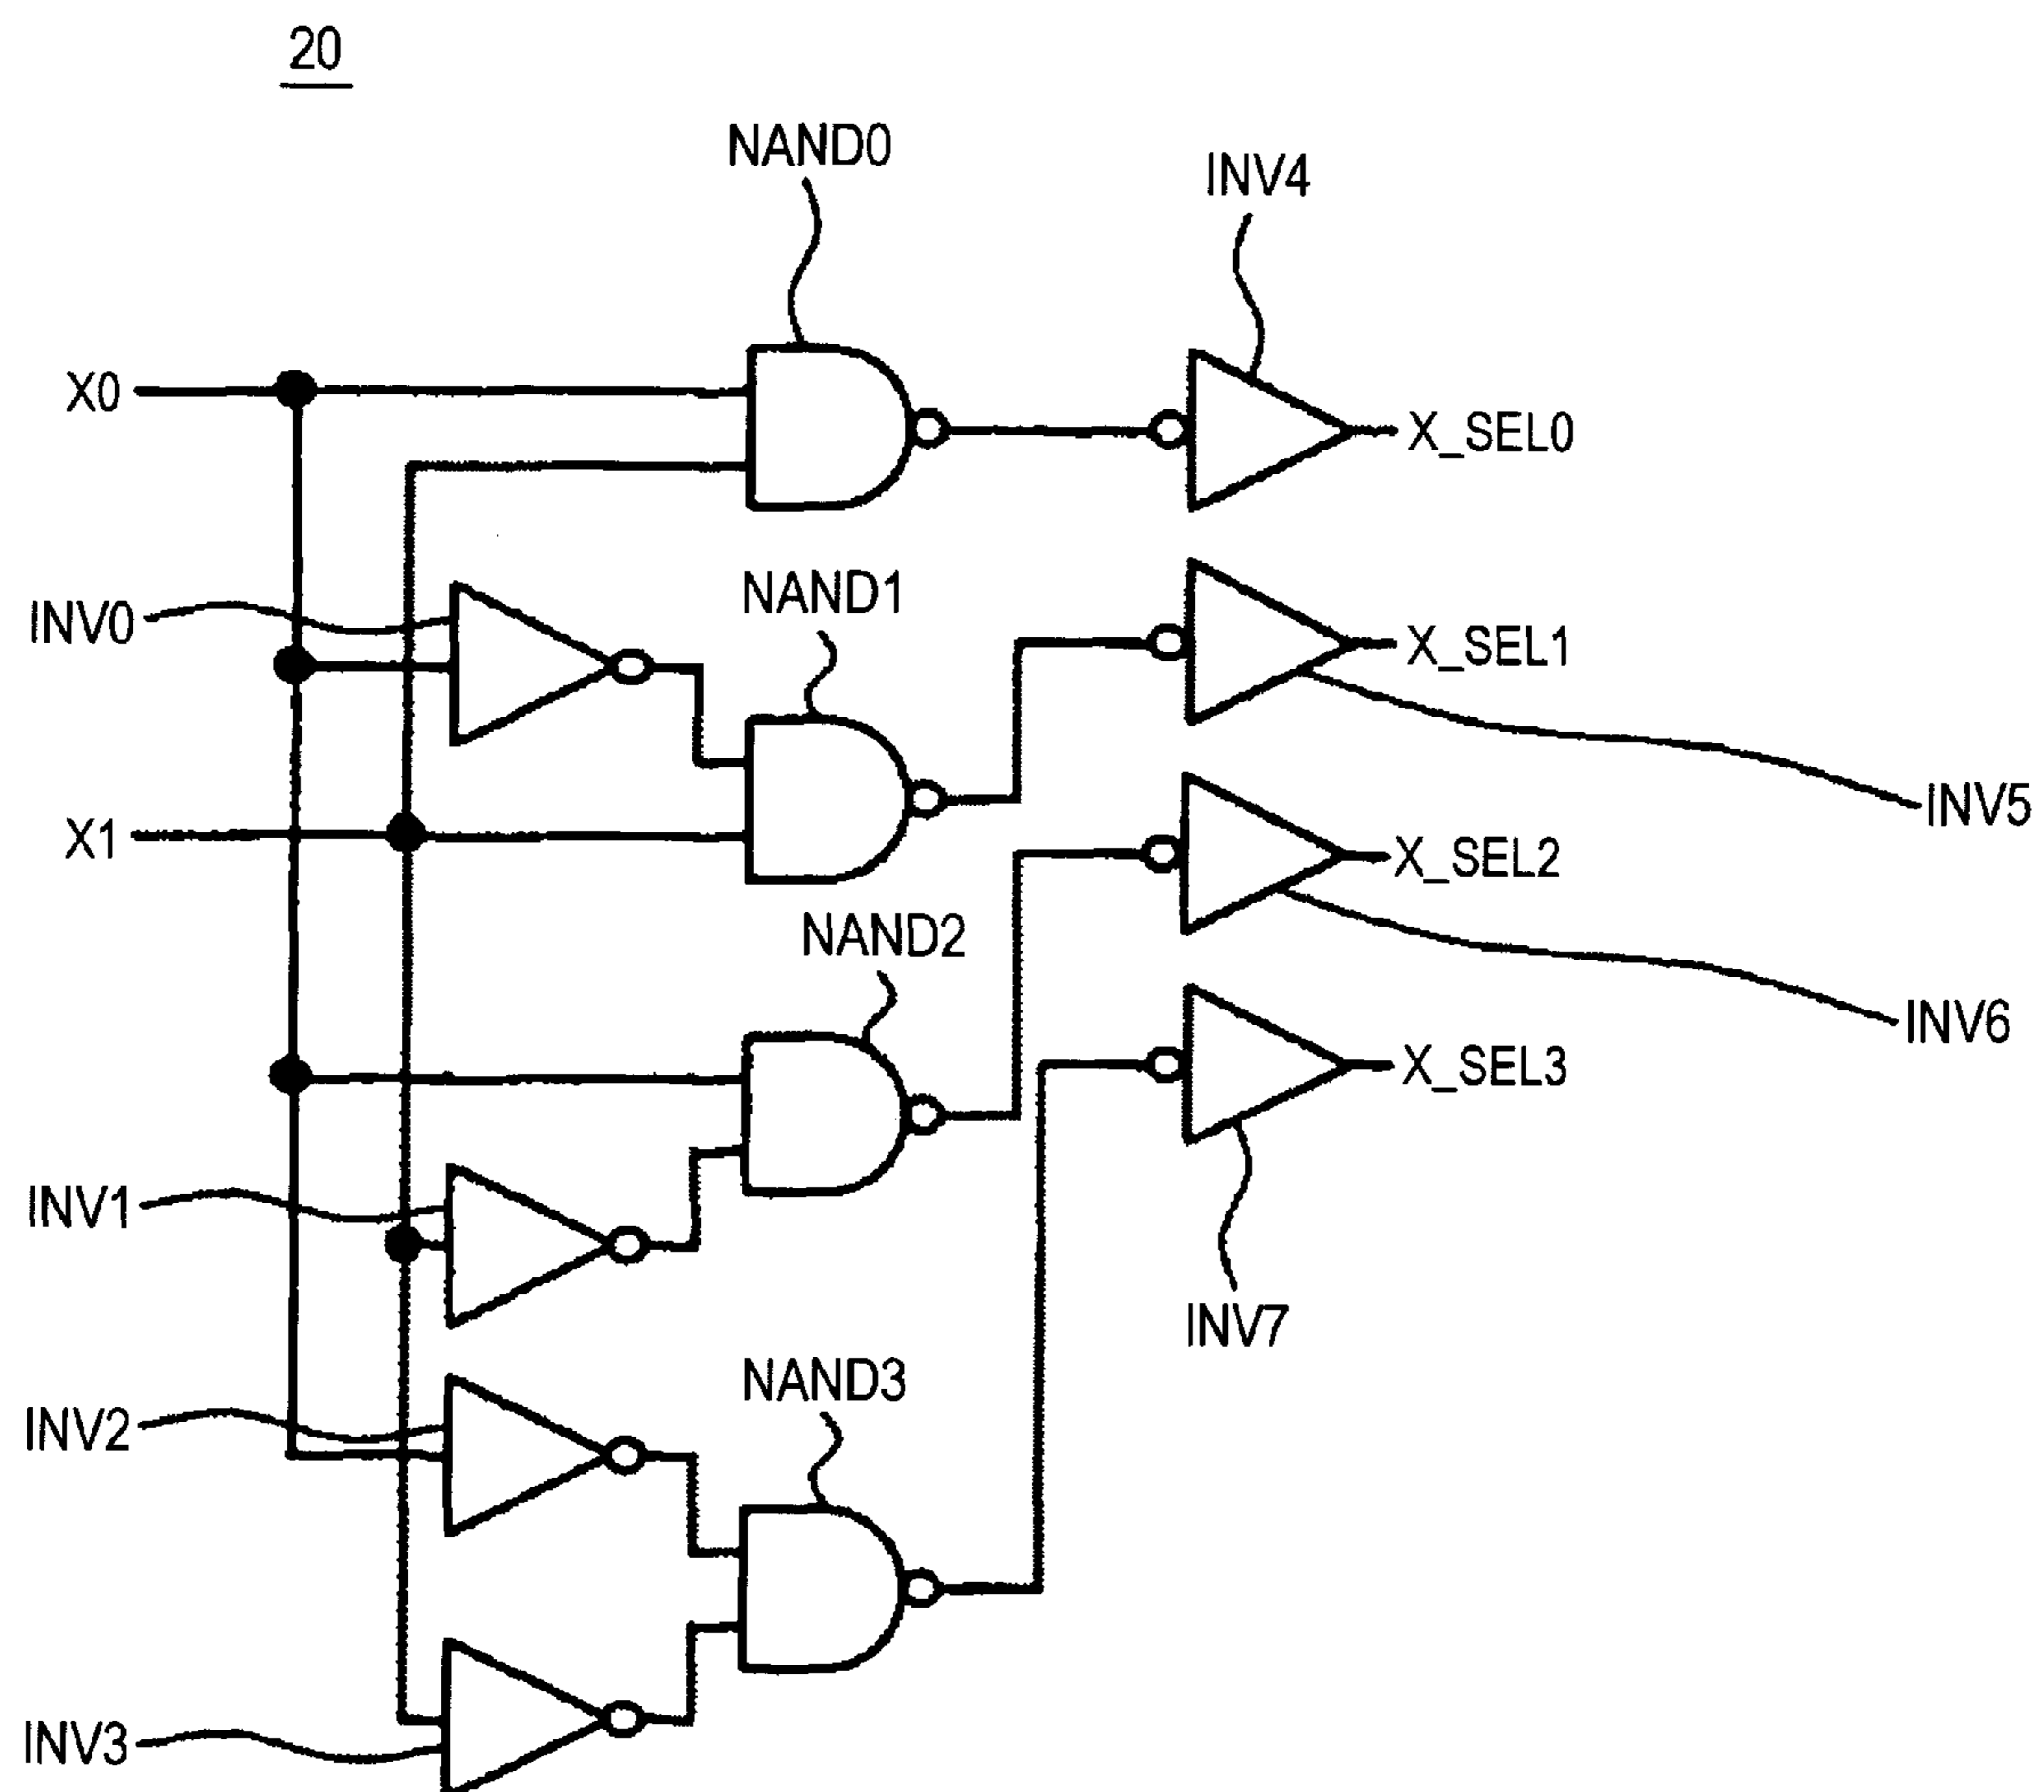 20
NAND0
INV4
X0
X_SEL0
NAND1
INV0
X_SEL1
INV5
X1
X_SEL2
NAND2
INV6
X_SEL3
INV1
INV7
NAND3
INV2
INV3